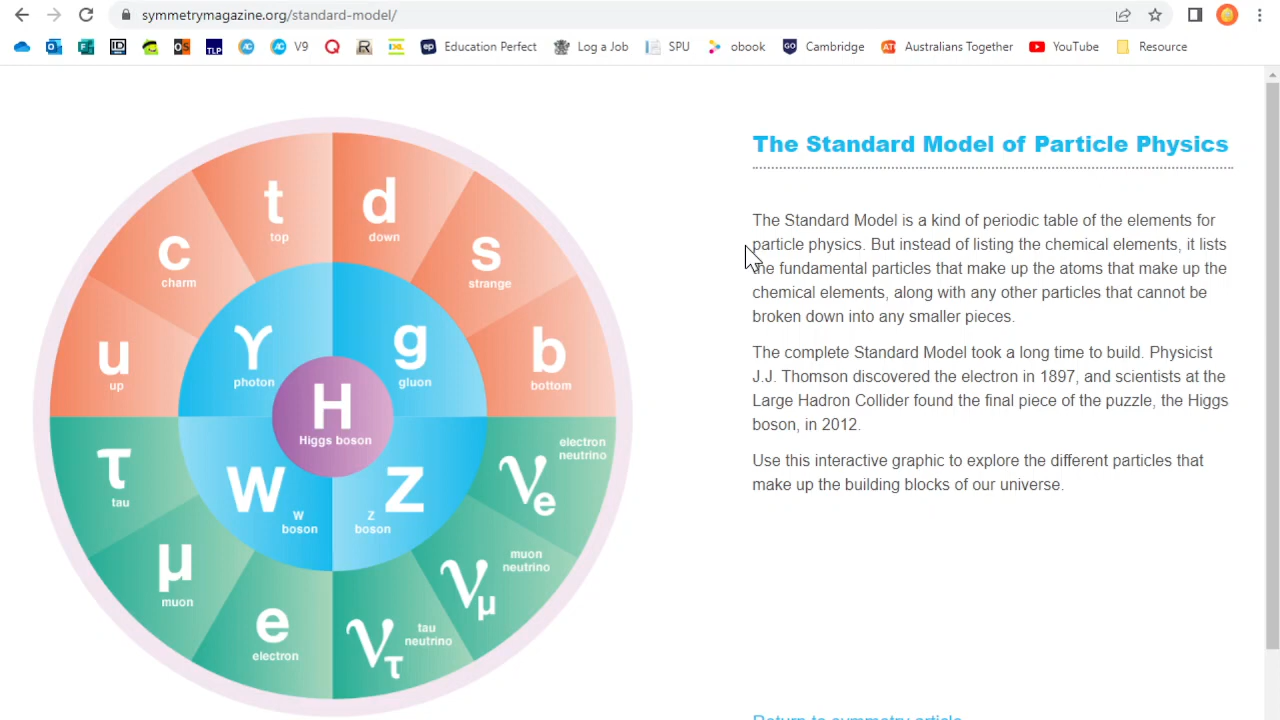 symmetrymagazine.org/standard-model/
V9
Education Perfect
Log a Job
SPU
obook
Cambridge
Australians Together
YouTube
Resource
t
top
d
down
c
charm
s
strange
u
up
γ
photon
g
gluon
b
bottom
H
Higgs boson
τ
tau
W
W
boson
Z
Z
boson
νe
electron
neutrino
μ
muon
νμ
muon
neutrino
e
electron
ντ
tau
neutrino
The Standard Model of Particle Physics
The Standard Model is a kind of periodic table of the elements for
particle physics. But instead of listing the chemical elements, it lists
the fundamental particles that make up the atoms that make up the
chemical elements, along with any other particles that cannot be
broken down into any smaller pieces.
The complete Standard Model took a long time to build. Physicist
J.J. Thomson discovered the electron in 1897, and scientists at the
Large Hadron Collider found the final piece of the puzzle, the Higgs
boson, in 2012.
Use this interactive graphic to explore the different particles that
make up the building blocks of our universe.
Return to symmetry article